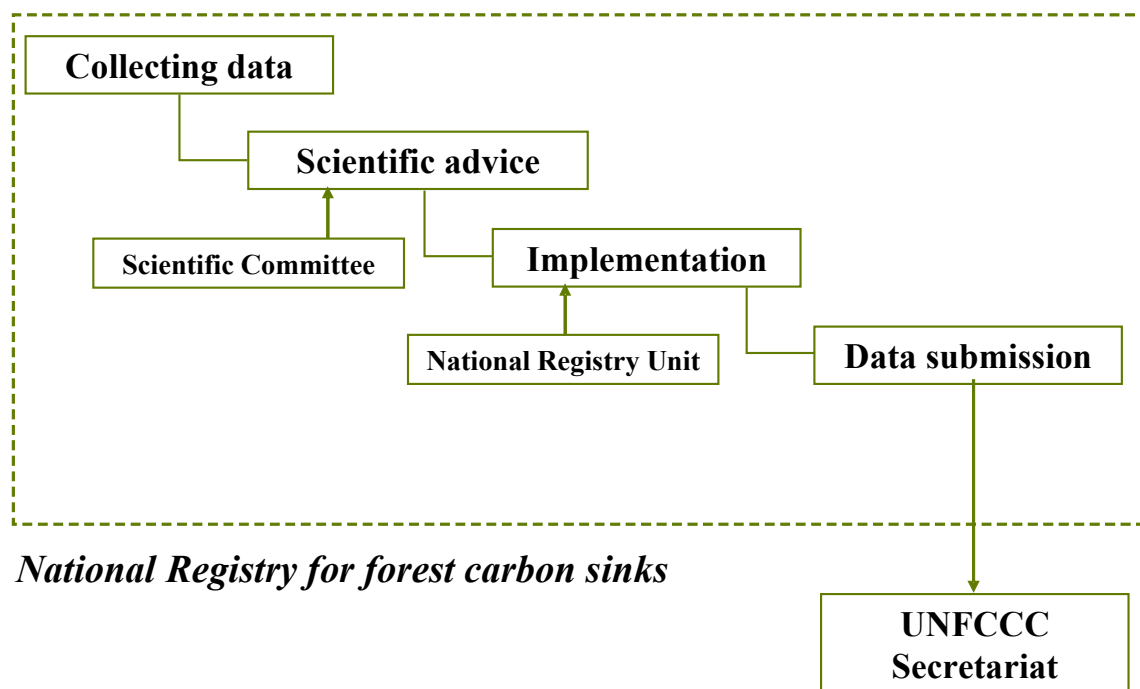 Collecting data
Scientific advice
Scientific Committee
Implementation
National Registry Unit
Data submission
National Registry for forest carbon sinks
UNFCCC
Secretariat